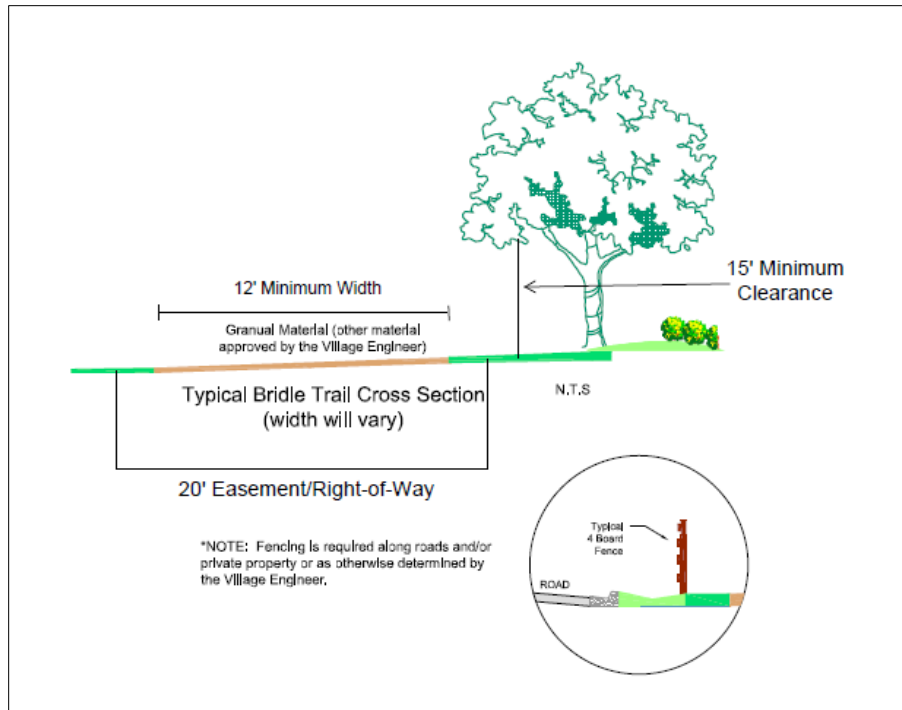 12' Minimum Width
15' Minimum
Clearance
Granual Material (other material
approved by the Village Engineer)
Typical Bridle Trail Cross Section
(width will vary)
N.T.S
20' Easement/Right-of-Way
*NOTE: Fencing is required along roads and/or
private property or as otherwise determined by
the Village Engineer.
Typical
4 Board
Fence
ROAD